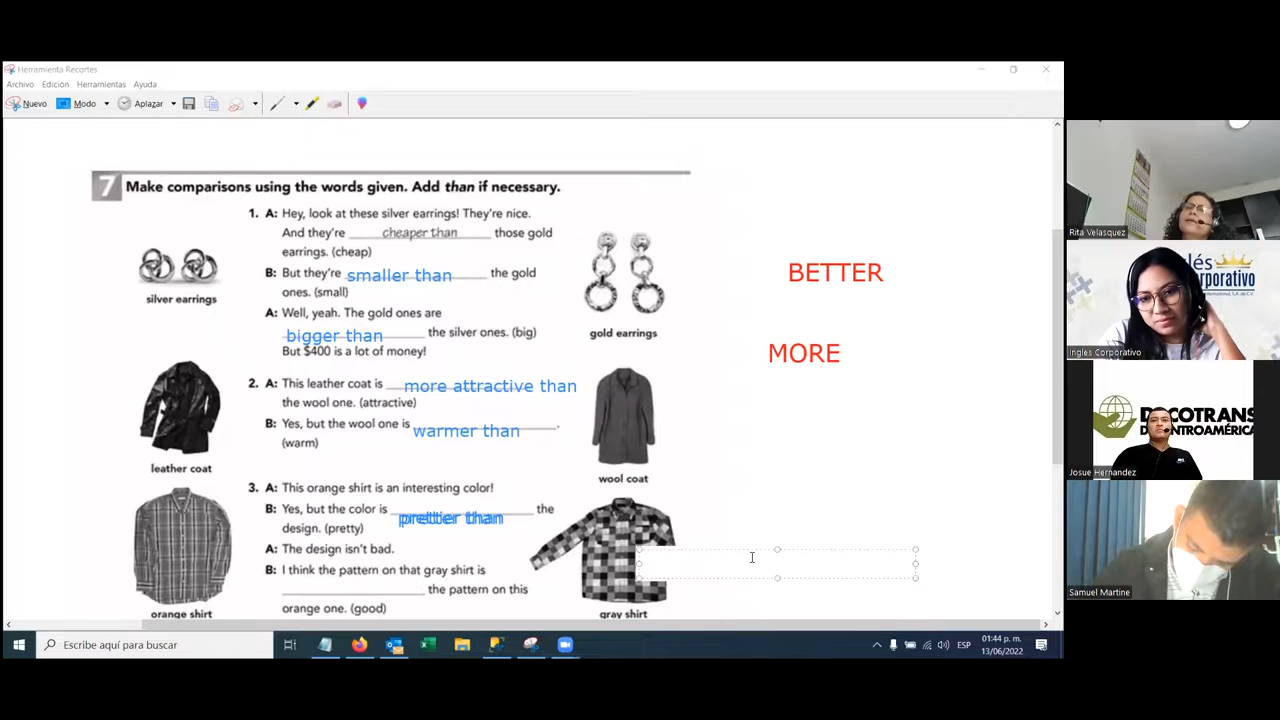 Herramienta Recortes
Archivo Edición Herramientas Ayuda
Nuevo Modo Aplazar
7 Make comparisons using the words given. Add than if necessary.
1. A: Hey, look at these silver earrings! They're nice.
And they're cheaper than those gold
earrings. (cheap)
B: But they're smaller than the gold
ones. (small)
A: Well, yeah. The gold ones are
bigger than the silver ones. (big)
But $400 is a lot of money!
silver earrings
gold earrings
2. A: This leather coat is more attractive than
the wool one. (attractive)
B: Yes, but the wool one is warmer than.
(warm)
leather coat
wool coat
3. A: This orange shirt is an interesting color!
B: Yes, but the color is prettier than the
design. (pretty)
A: The design isn't bad.
B: I think the pattern on that gray shirt is
the pattern on this
orange one. (good)
orange shirt
gray shirt
BETTER
MORE
Rita Velasquez
Inglés Corporativo
Ingles Corporativo
Josue Hernandez
Samuel Martine
Escribe aquí para buscar
ESP
01:44 p. m.
13/06/2022